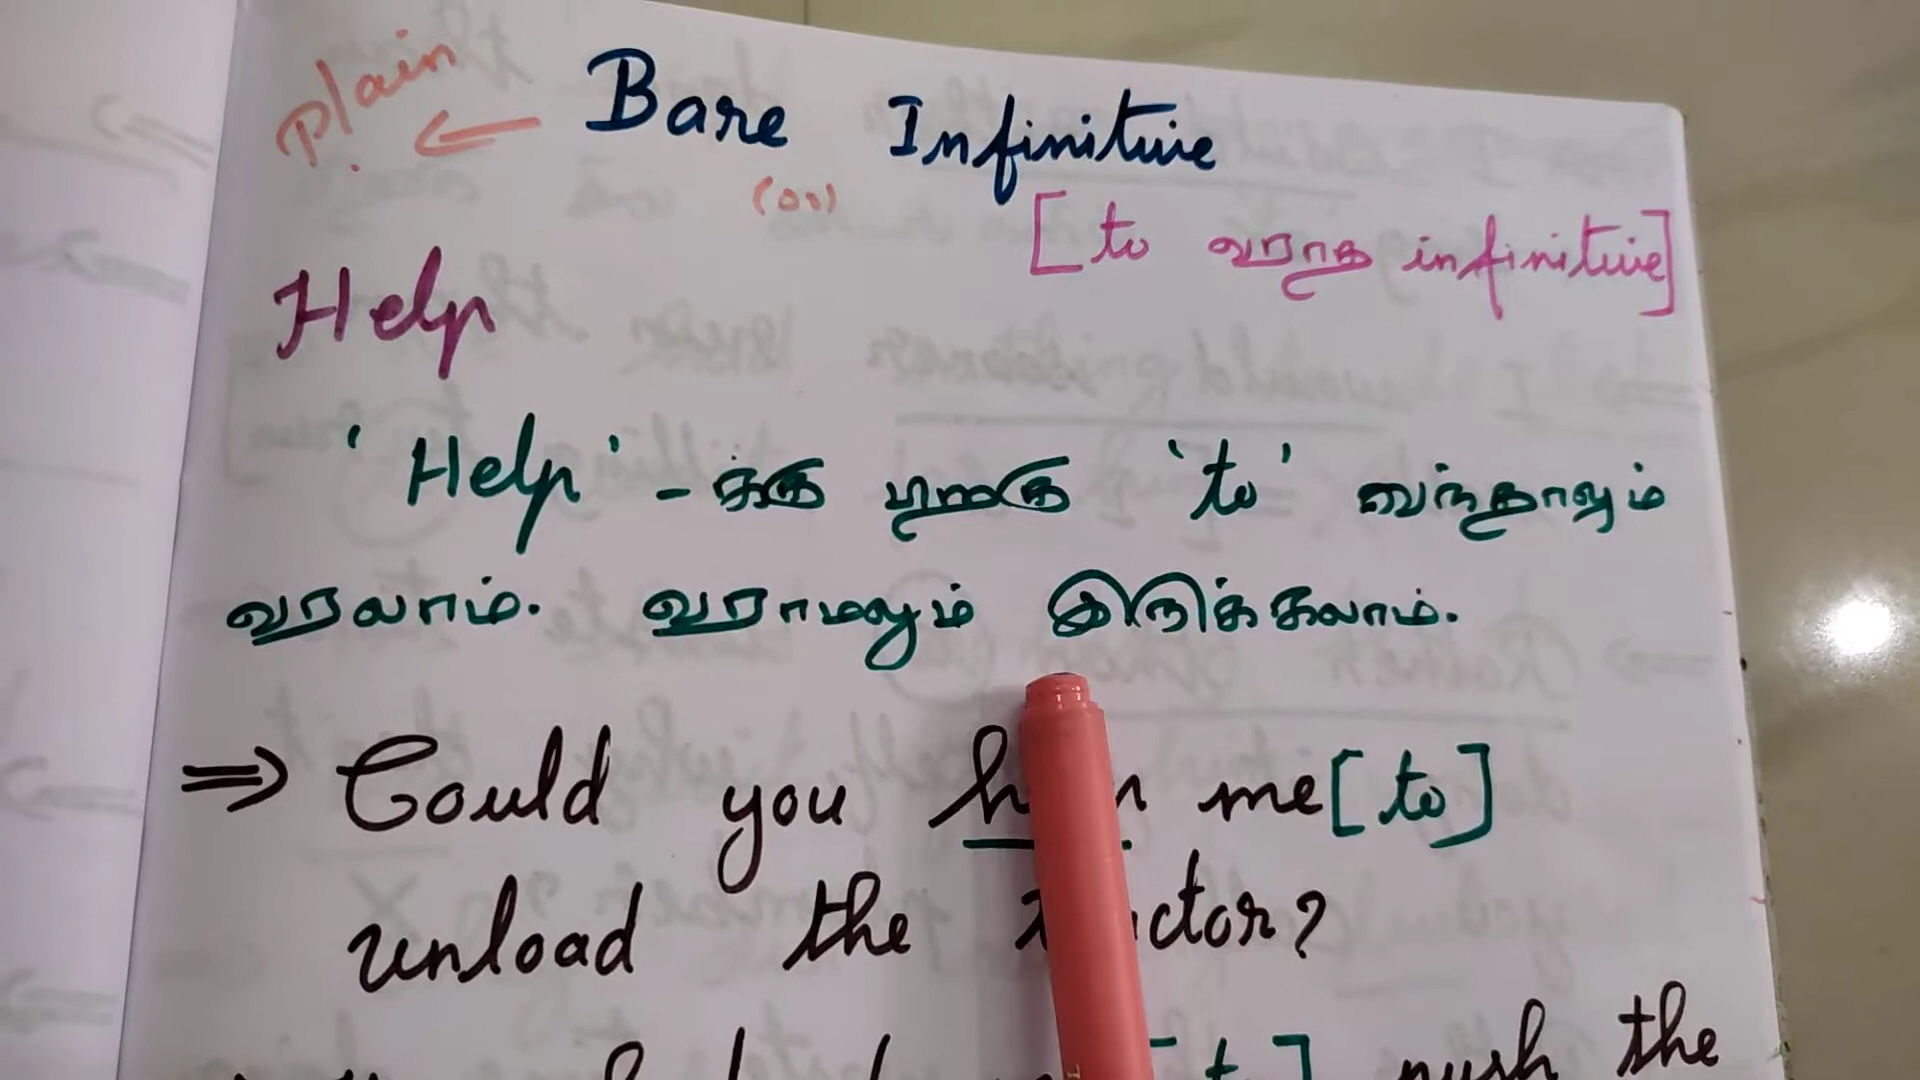 plain ← Bare Infinitive
(or)
[to வராத infinitive]
Help
'Help' - க்கு பிறகு 'to' வந்தாலும்
வரலாம். வராமலும் இருக்கலாம்.
⇒ Could you me [to]
unload the
push the